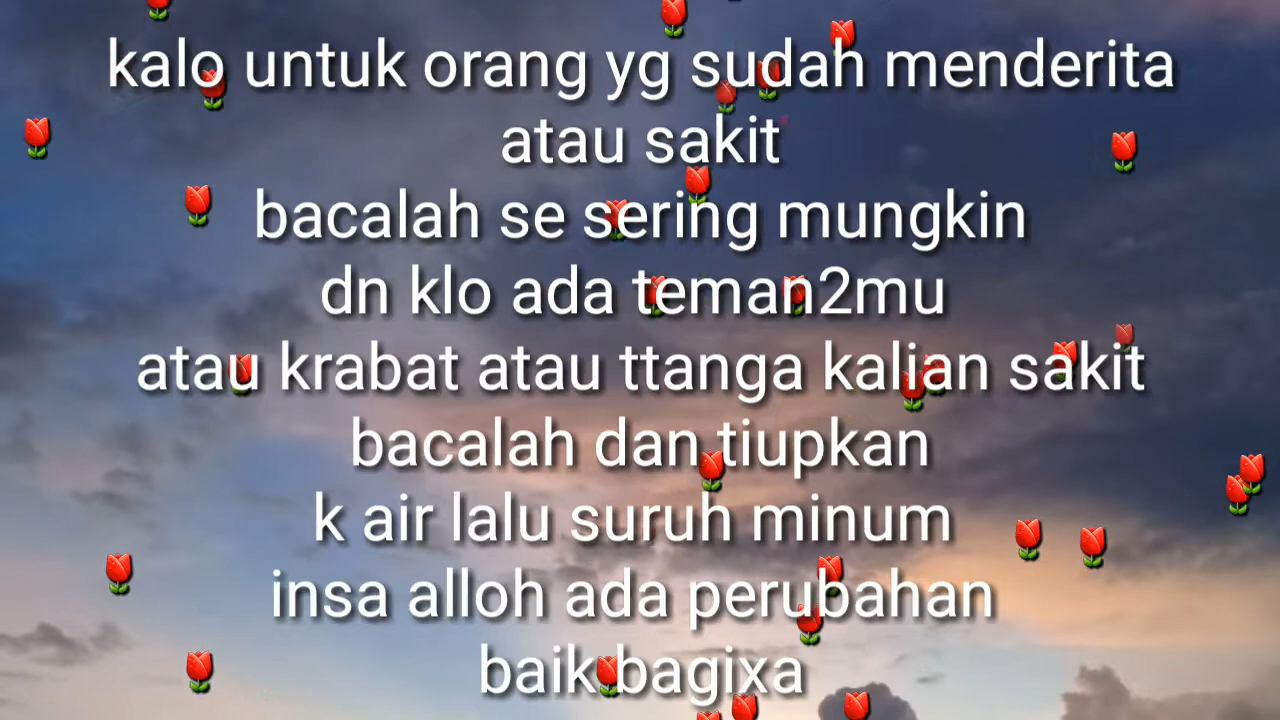 kalo untuk orang yg sudah menderita
atau sakit
bacalah se sering mungkin
dn klo ada teman2mu
atau krabat atau ttanga kalian sakit
bacalah dan tiupkan
k air lalu suruh minum
insa alloh ada perubahan
baik bagixa